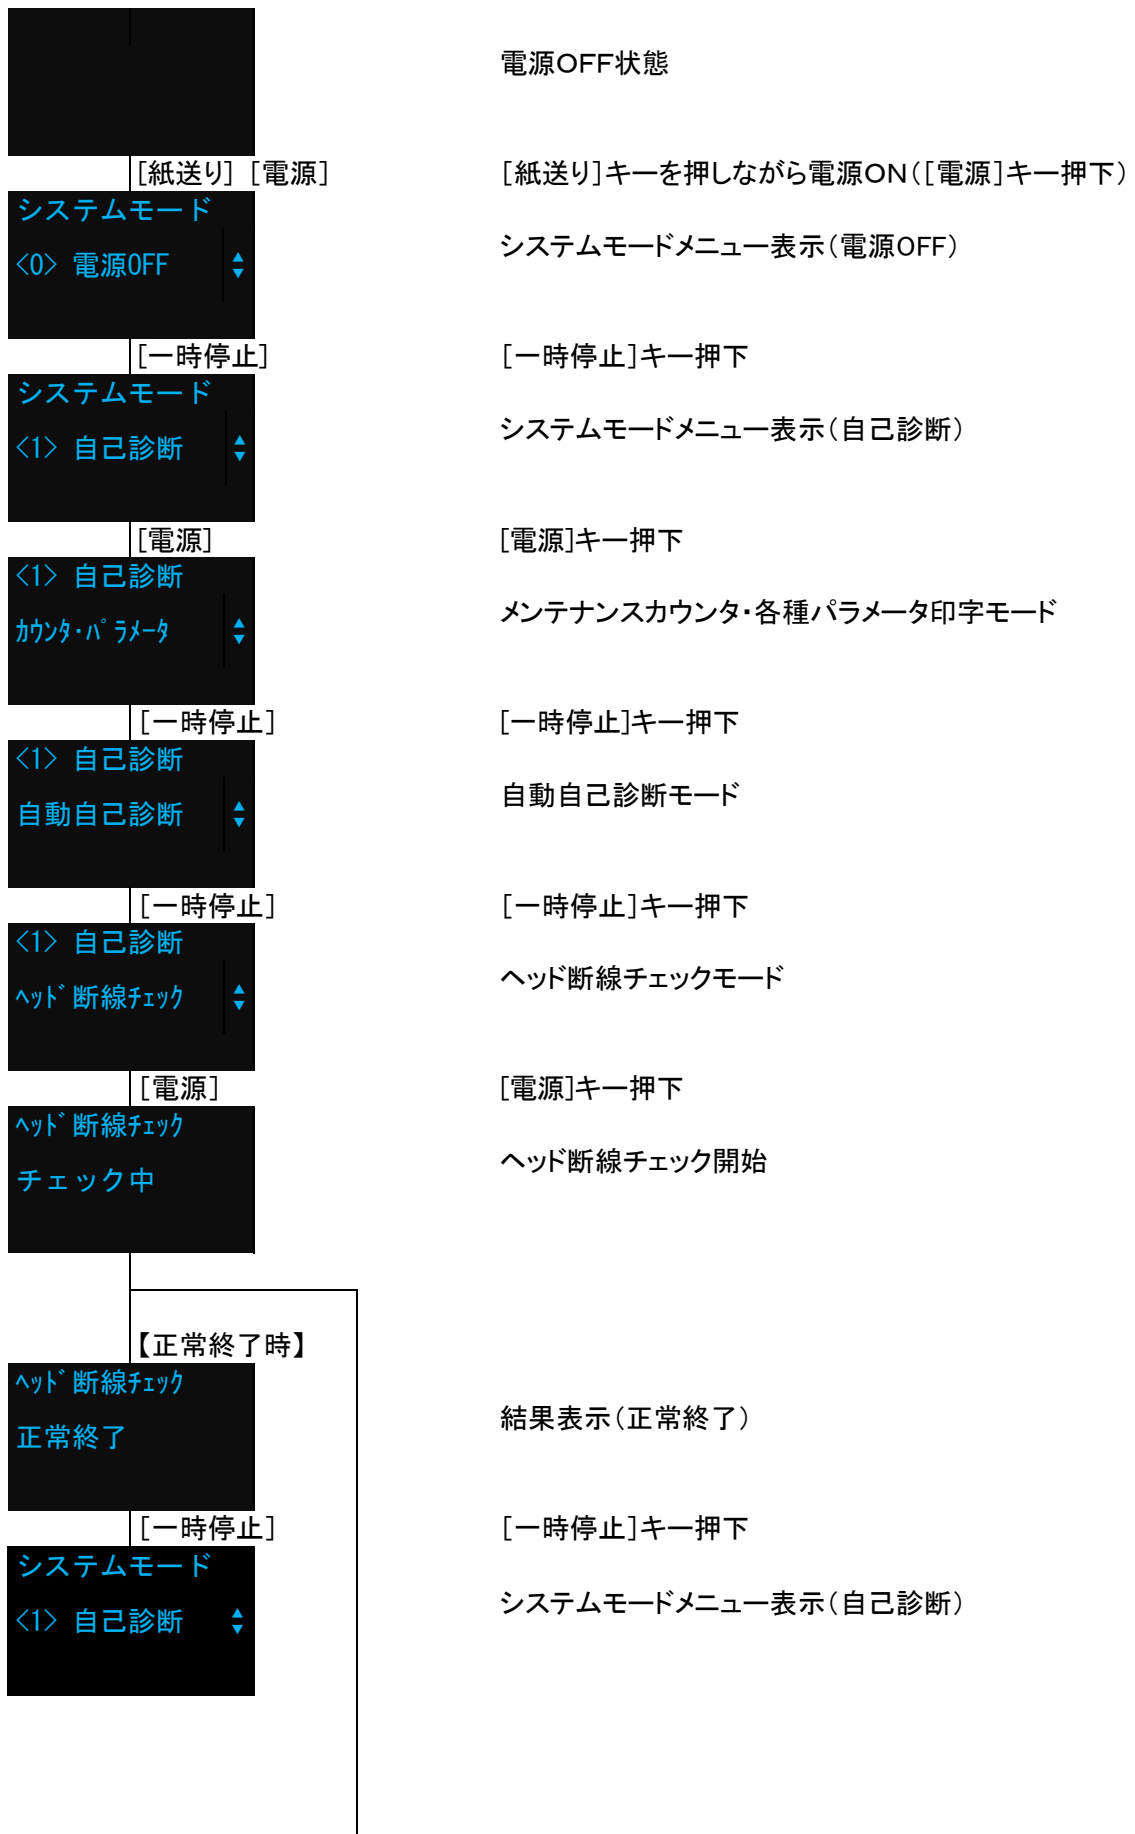 電源OFF状態
[紙送り] [電源] [紙送り]キーを押しながら電源ON([電源]キー押下)
システムモード
<0> 電源OFF
システムモードメニュー表示(電源OFF)
[一時停止] [一時停止]キー押下
システムモード
<1> 自己診断
システムモードメニュー表示(自己診断)
[電源] [電源]キー押下
<1> 自己診断
ｶｳﾝﾀ・ﾊﾟﾗﾒｰﾀ
メンテナンスカウンタ・各種パラメータ印字モード
[一時停止] [一時停止]キー押下
<1> 自己診断
自動自己診断
自動自己診断モード
[一時停止] [一時停止]キー押下
<1> 自己診断
ﾍｯﾄﾞ断線ﾁｪｯｸ
ヘッド断線チェックモード
[電源] [電源]キー押下
ﾍｯﾄﾞ断線ﾁｪｯｸ
チェック中
ヘッド断線チェック開始
【正常終了時】
ﾍｯﾄﾞ断線ﾁｪｯｸ
正常終了
結果表示(正常終了)
[一時停止] [一時停止]キー押下
システムモード
<1> 自己診断
システムモードメニュー表示(自己診断)